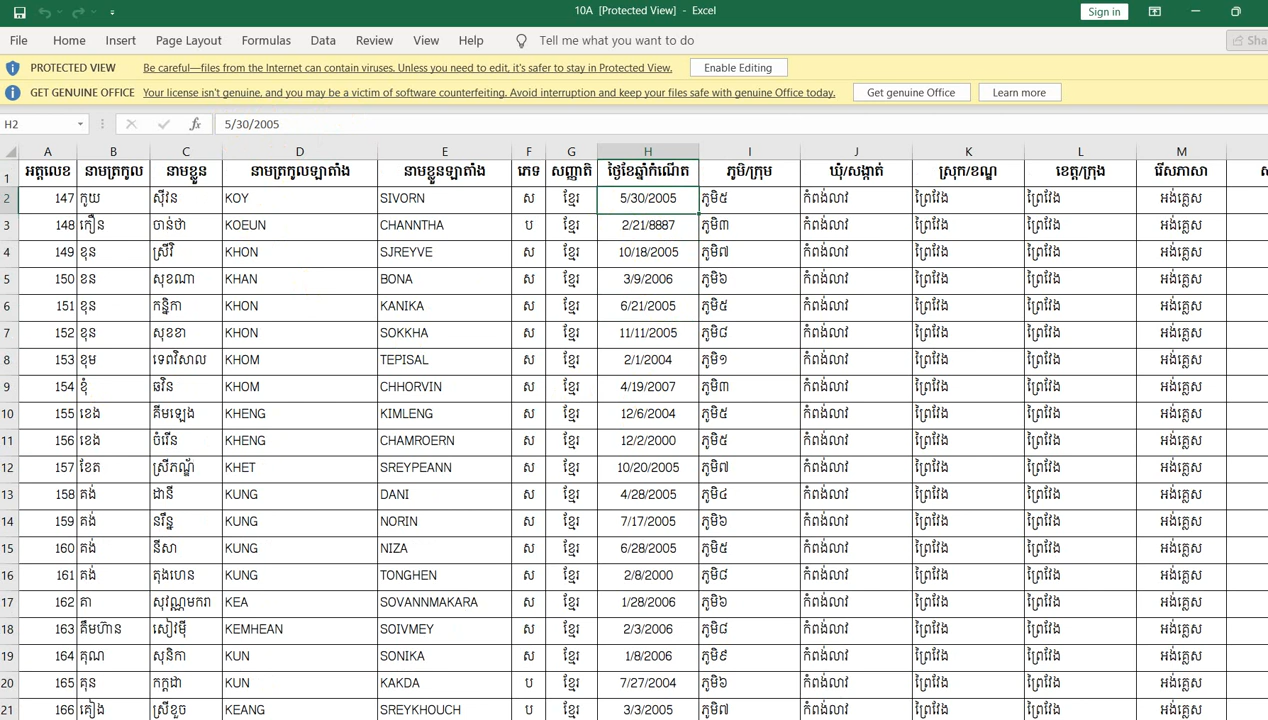 10A [Protected View] - Excel Sign in
File Home Insert Page Layout Formulas Data Review View Help Tell me what you want to do Sha
PROTECTED VIEW Be careful—files from the Internet can contain viruses. Unless you need to edit, it's safer to stay in Protected View. Enable Editing
GET GENUINE OFFICE Your license isn't genuine, and you may be a victim of software counterfeiting. Avoid interruption and keep your files safe with genuine Office today. Get genuine Office Learn more
H2 fx 5/30/2005
A B C D E F G H I J K L M
1 អត្តលេខ នាមត្រកូល នាមខ្លួន នាមត្រកូលឡាតាំង នាមខ្លួនឡាតាំង ភេទ សញ្ជាតិ ថ្ងៃខែឆ្នាំកំណើត ភូមិ/ក្រុម ឃុំ/សង្កាត់ ស្រុក/ខណ្ឌ ខេត្ត/ក្រុង រើសភាសា
2 147 កូយ ស៊ីវន KOY SIVORN ស ខ្មែរ 5/30/2005 ភូមិ៥ កំពង់លាវ ព្រៃវែង ព្រៃវែង អង់គ្លេស
3 148 កឿន ចាន់ថា KOEUN CHANNTHA ប ខ្មែរ 2/21/8887 ភូមិ៣ កំពង់លាវ ព្រៃវែង ព្រៃវែង អង់គ្លេស
4 149 ខុន ស្រីវិ KHON SJREYVE ស ខ្មែរ 10/18/2005 ភូមិ៧ កំពង់លាវ ព្រៃវែង ព្រៃវែង អង់គ្លេស
5 150 ខន សុខណា KHAN BONA ស ខ្មែរ 3/9/2006 ភូមិ៦ កំពង់លាវ ព្រៃវែង ព្រៃវែង អង់គ្លេស
6 151 ខុន កន្និកា KHON KANIKA ស ខ្មែរ 6/21/2005 ភូមិ៥ កំពង់លាវ ព្រៃវែង ព្រៃវែង អង់គ្លេស
7 152 ខុន សុខខា KHON SOKKHA ស ខ្មែរ 11/11/2005 ភូមិ៨ កំពង់លាវ ព្រៃវែង ព្រៃវែង អង់គ្លេស
8 153 ខុម ទេពវិសាល KHOM TEPISAL ស ខ្មែរ 2/1/2004 ភូមិ១ កំពង់លាវ ព្រៃវែង ព្រៃវែង អង់គ្លេស
9 154 ខុំ ឆវិន KHOM CHHORVIN ស ខ្មែរ 4/19/2007 ភូមិ៣ កំពង់លាវ ព្រៃវែង ព្រៃវែង អង់គ្លេស
10 155 ខេង គីមឡេង KHENG KIMLENG ស ខ្មែរ 12/6/2004 ភូមិ៥ កំពង់លាវ ព្រៃវែង ព្រៃវែង អង់គ្លេស
11 156 ខេង ចំរើន KHENG CHAMROERN ស ខ្មែរ 12/2/2000 ភូមិ៥ កំពង់លាវ ព្រៃវែង ព្រៃវែង អង់គ្លេស
12 157 ខែត ស្រីភណ្ឌ័ KHET SREYPEANN ស ខ្មែរ 10/20/2005 ភូមិ៧ កំពង់លាវ ព្រៃវែង ព្រៃវែង អង់គ្លេស
13 158 គង់ ដានី KUNG DANI ស ខ្មែរ 4/28/2005 ភូមិ៤ កំពង់លាវ ព្រៃវែង ព្រៃវែង អង់គ្លេស
14 159 គង់ នរឹន្ទ KUNG NORIN ស ខ្មែរ 7/17/2005 ភូមិ៦ កំពង់លាវ ព្រៃវែង ព្រៃវែង អង់គ្លេស
15 160 គង់ នីសា KUNG NIZA ស ខ្មែរ 6/28/2005 ភូមិ៥ កំពង់លាវ ព្រៃវែង ព្រៃវែង អង់គ្លេស
16 161 គង់ តុងហេន KUNG TONGHEN ស ខ្មែរ 2/8/2000 ភូមិ៨ កំពង់លាវ ព្រៃវែង ព្រៃវែង អង់គ្លេស
17 162 គា សុវណ្ណមករា KEA SOVANNMAKARA ស ខ្មែរ 1/28/2006 ភូមិ៦ កំពង់លាវ ព្រៃវែង ព្រៃវែង អង់គ្លេស
18 163 គឹមហ៊ាន សៀវម៉ី KEMHEAN SOIVMEY ស ខ្មែរ 2/3/2006 ភូមិ៨ កំពង់លាវ ព្រៃវែង ព្រៃវែង អង់គ្លេស
19 164 គុណ សុនិកា KUN SONIKA ស ខ្មែរ 1/8/2006 ភូមិ៩ កំពង់លាវ ព្រៃវែង ព្រៃវែង អង់គ្លេស
20 165 គុន កក្កដា KUN KAKDA ប ខ្មែរ 7/27/2004 ភូមិ៦ កំពង់លាវ ព្រៃវែង ព្រៃវែង អង់គ្លេស
21 166 គៀង ស្រីខួច KEANG SREYKHOUCH ប ខ្មែរ 3/3/2005 ភូមិ៧ កំពង់លាវ ព្រៃវែង ព្រៃវែង អង់គ្លេស